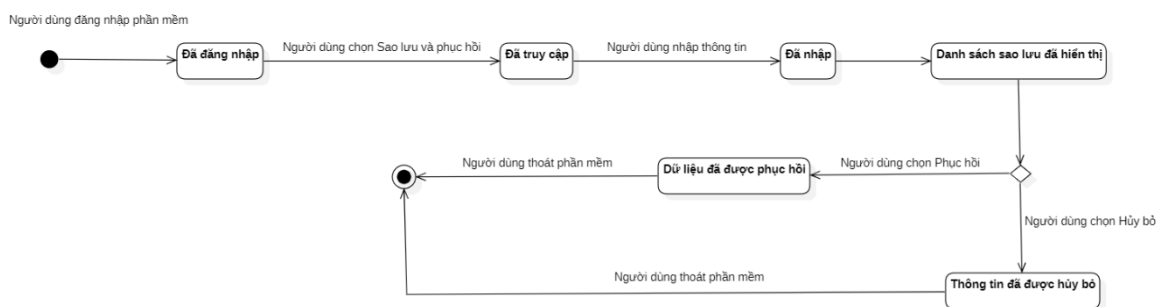 Người dùng đăng nhập phần mềm
Đã đăng nhập
Người dùng chọn Sao lưu và phục hồi
Đã truy cập
Người dùng nhập thông tin
Đã nhập
Danh sách sao lưu đã hiển thị
Người dùng thoát phần mềm
Dữ liệu đã được phục hồi
Người dùng chọn Phục hồi
Người dùng chọn Hủy bỏ
Người dùng thoát phần mềm
Thông tin đã được hủy bỏ